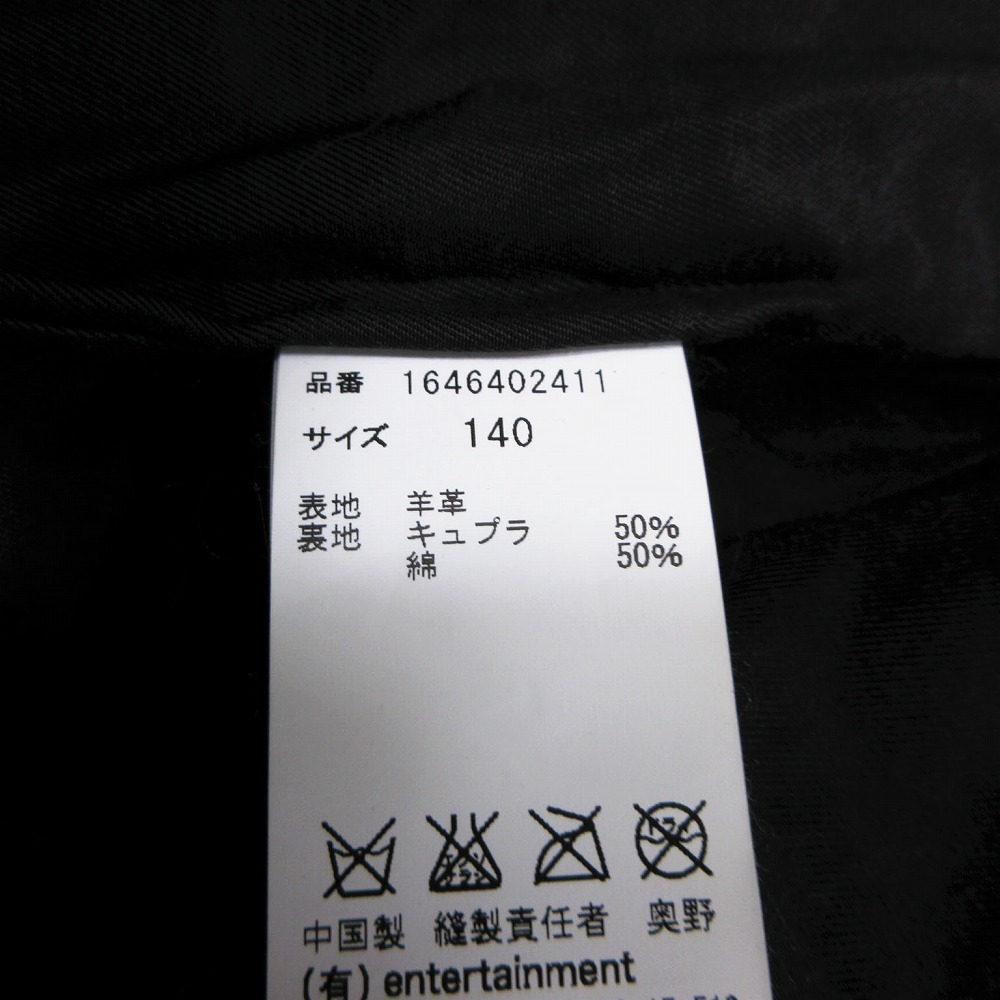 品番 1646402411
サイズ 140
表地 羊革
裏地 キュプラ 50%
綿 50%
中国製 縫製責任者 奥野
(有) entertainment